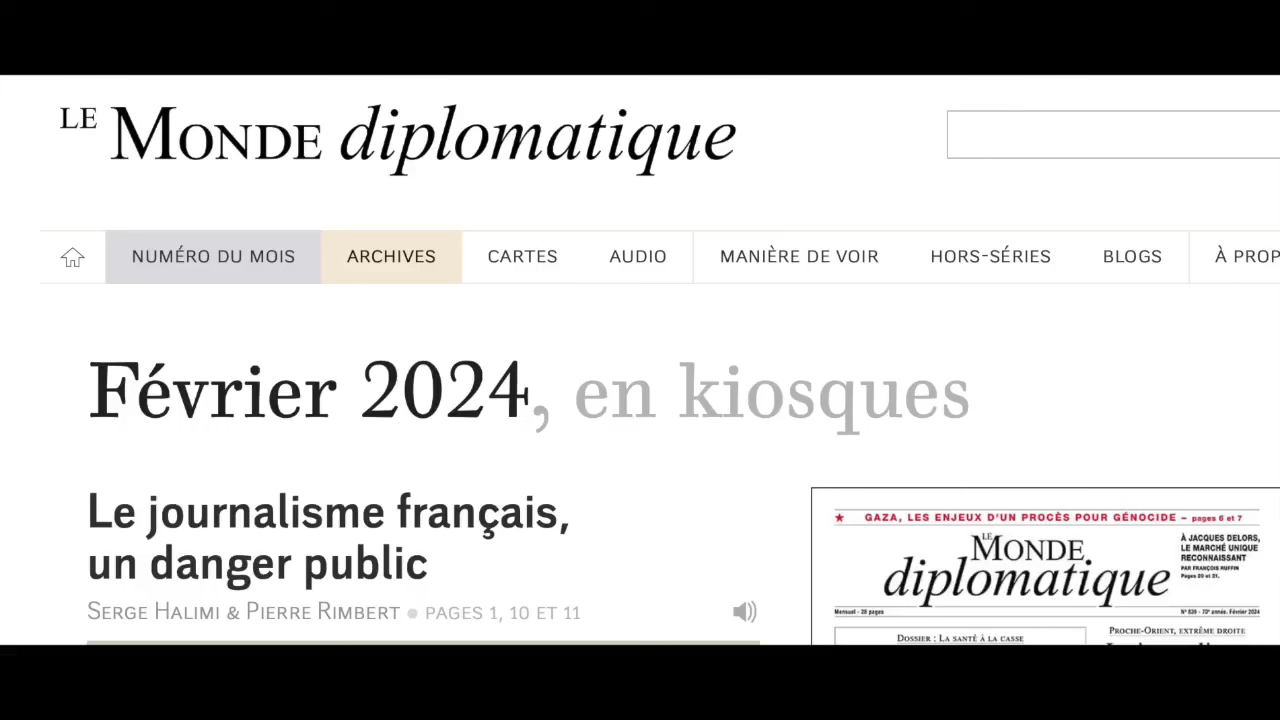 LE MONDE diplomatique
NUMÉRO DU MOIS ARCHIVES CARTES AUDIO MANIÈRE DE VOIR HORS-SÉRIES BLOGS À PROP
Février 2024, en kiosques
Le journalisme français,
un danger public
SERGE HALIMI & PIERRE RIMBERT ● PAGES 1, 10 ET 11
★ GAZA, LES ENJEUX D'UN PROCÈS POUR GÉNOCIDE – pages 6 et 7
LE MONDE
diplomatique
À JACQUES DELORS,
LE MARCHÉ UNIQUE
RECONNAISSANT
PAR FRANÇOIS RUFFIN
Pages 20 et 21.
Mensuel - 28 pages
N° 839 - 70e année. Février 2024
DOSSIER : LA SANTÉ À LA CASSE
PROCHE-ORIENT, EXTRÊME DROITE